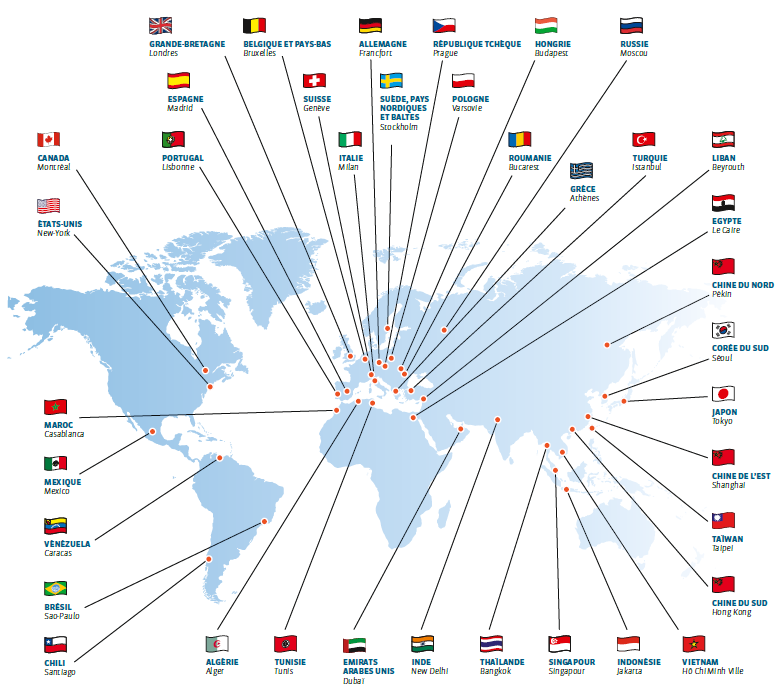 GRANDE-BRETAGNE
Londres
BELGIQUE ET PAYS-BAS
Bruxelles
ALLEMAGNE
Francfort
RÉPUBLIQUE TCHÈQUE
Prague
HONGRIE
Budapest
RUSSIE
Moscou
ESPAGNE
Madrid
SUISSE
Genève
SUÈDE, PAYS
NORDIQUES
ET BALTES
Stockholm
POLOGNE
Varsovie
CANADA
Montréal
PORTUGAL
Lisbonne
ITALIE
Milan
ROUMANIE
Bucarest
TURQUIE
Istanbul
LIBAN
Beyrouth
GRÈCE
Athènes
ÉTATS-UNIS
New-York
EGYPTE
Le Caire
CHINE DU NORD
Pékin
CORÉE DU SUD
Séoul
JAPON
Tokyo
MAROC
Casablanca
MEXIQUE
Mexico
CHINE DE L'EST
Shanghai
VÉNÉZUELA
Caracas
TAÏWAN
Taipei
BRÉSIL
Sao-Paulo
CHINE DU SUD
Hong Kong
CHILI
Santiago
ALGÉRIE
Alger
TUNISIE
Tunis
EMIRATS
ARABES UNIS
Dubaï
INDE
New Delhi
THAÏLANDE
Bangkok
SINGAPOUR
Singapour
INDONÉSIE
Jakarta
VIETNAM
Hô Chi Minh Ville